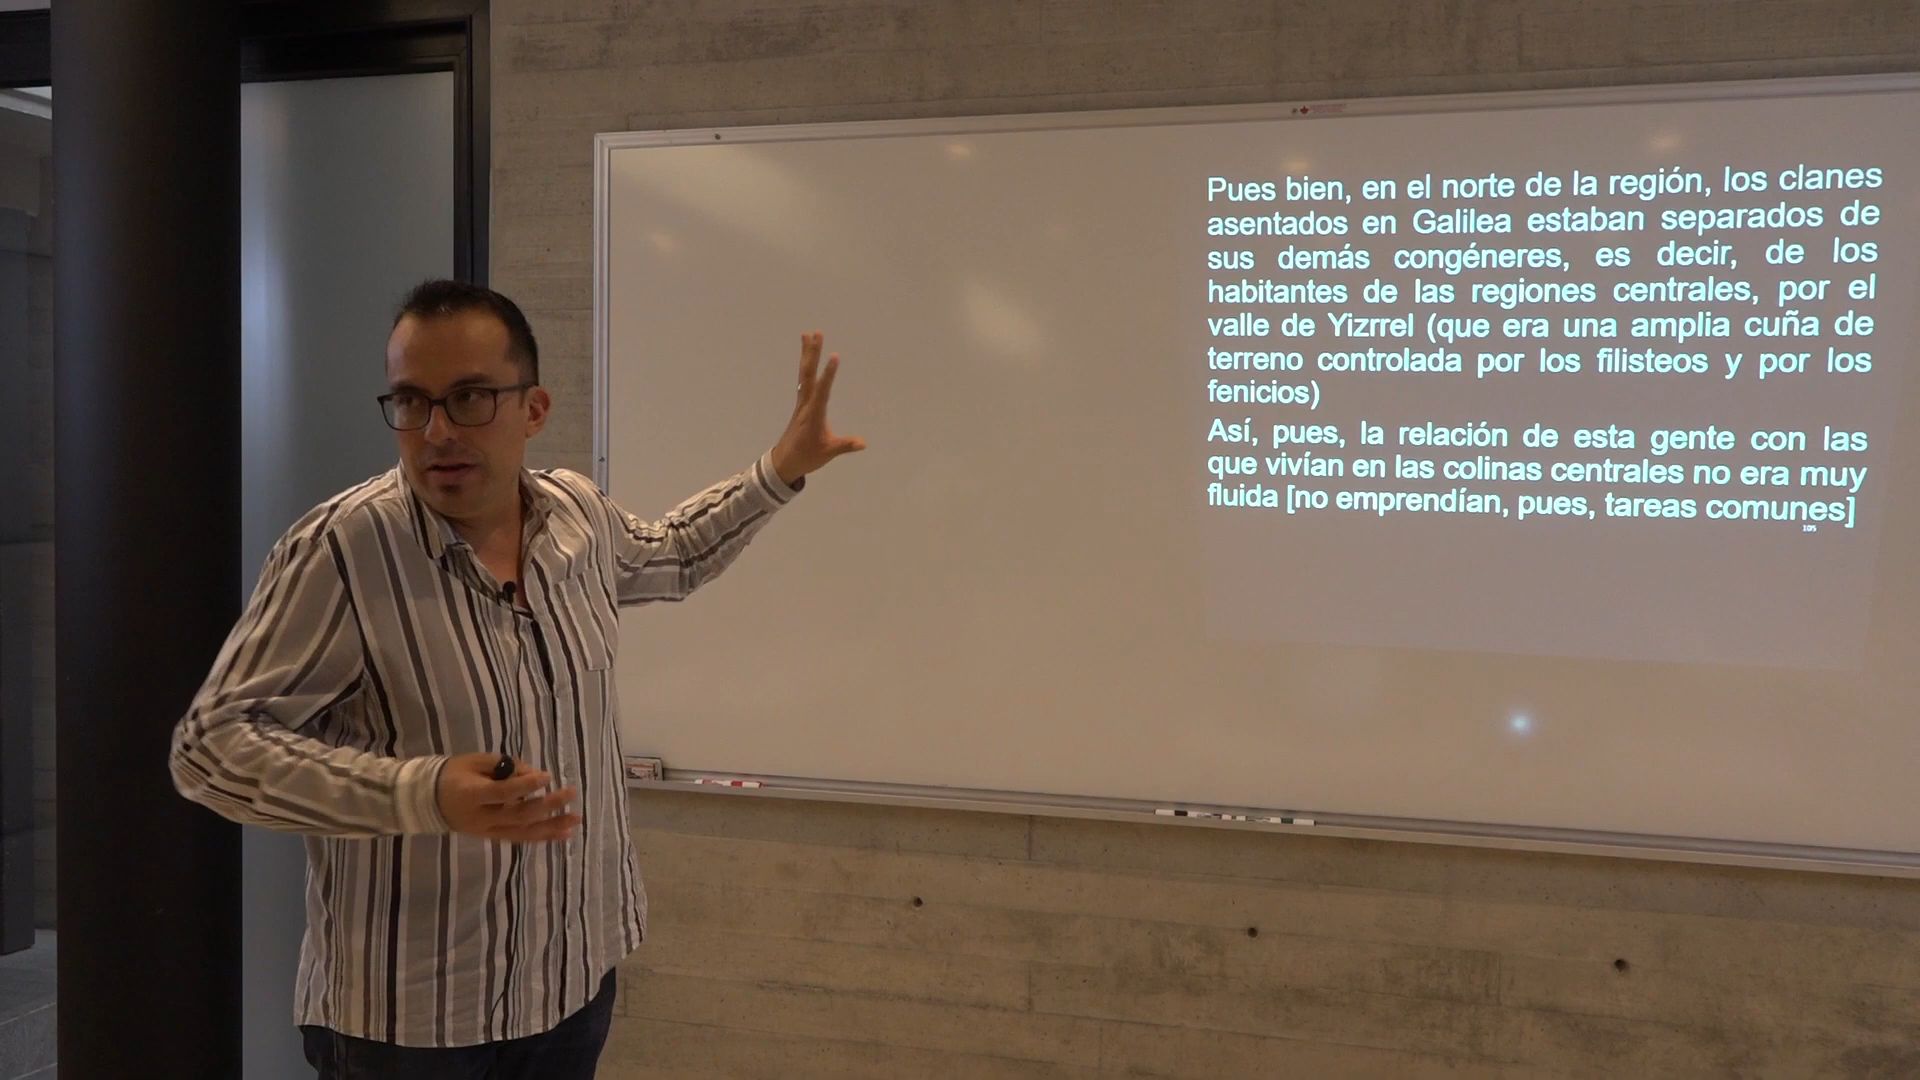 Pues bien, en el norte de la región, los clanes
asentados en Galilea estaban separados de
sus demás congéneres, es decir, de los
habitantes de las regiones centrales, por el
valle de Yizrrel (que era una amplia cuña de
terreno controlada por los filisteos y por los
fenicios)
Así, pues, la relación de esta gente con las
que vivían en las colinas centrales no era muy
fluida [no emprendían, pues, tareas comunes]
105